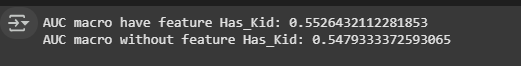 AUC macro have feature Has_Kid: 0.5526432112281853
AUC macro without feature Has_Kid: 0.5479333372593065